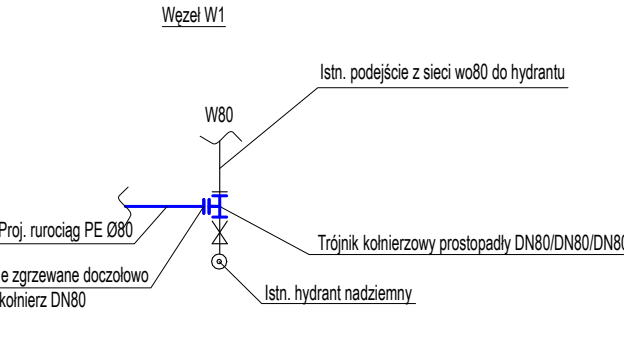 Węzeł W1
Istn. podejście z sieci wo80 do hydrantu
W80
Proj. rurociąg PE Ø80
Trójnik kołnierzowy prostopadły DN80/DN80/DN80
e zgrzewane doczołowo
kołnierz DN80
Istn. hydrant nadziemny